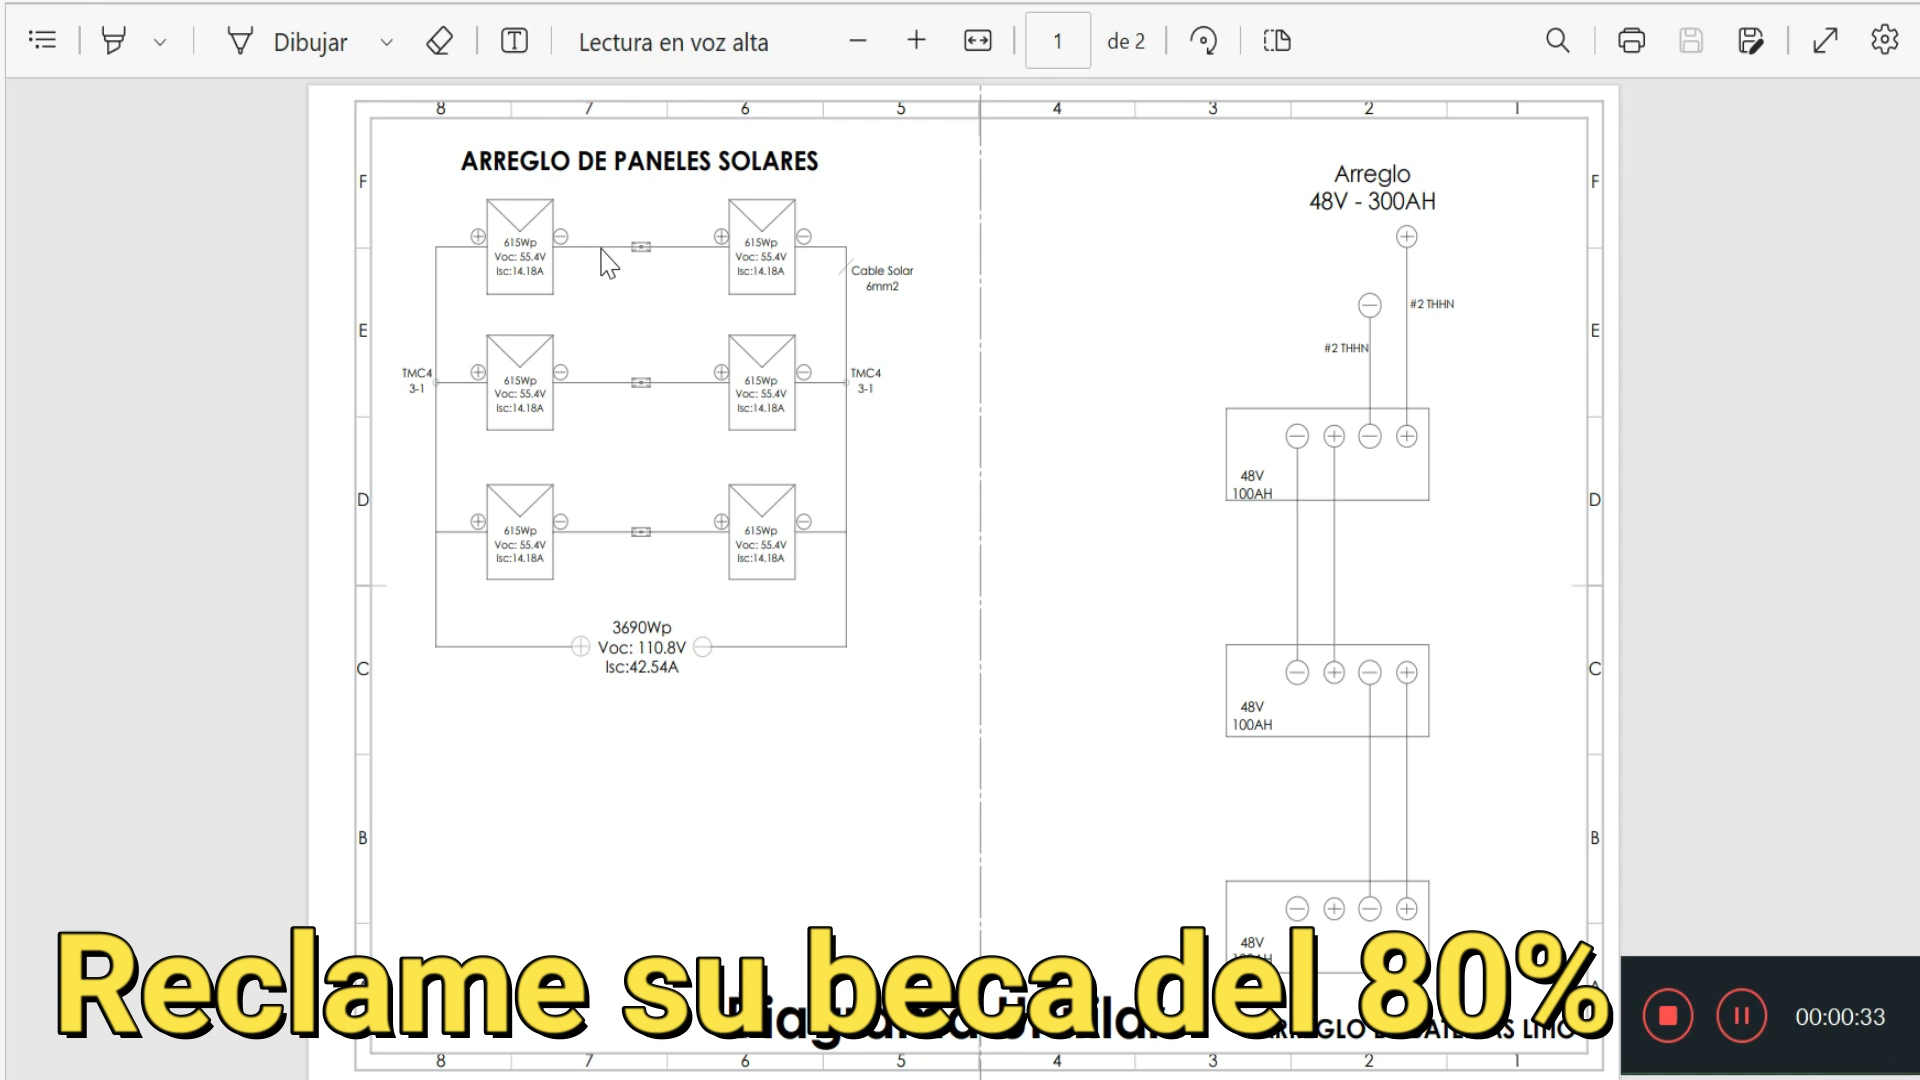 Dibujar
Lectura en voz alta
1
de 2
8 7 6 5 4 3 2 1
ARREGLO DE PANELES SOLARES
Arreglo
48V - 300AH
F
F
615Wp
Voc: 55.4V
Isc:14.18A
615Wp
Voc: 55.4V
Isc:14.18A
Cable Solar
6mm2
#2 THHN
#2 THHN
E
E
TMC4
3-1
615Wp
Voc: 55.4V
Isc:14.18A
615Wp
Voc: 55.4V
Isc:14.18A
TMC4
3-1
48V
100AH
D
D
615Wp
Voc: 55.4V
Isc:14.18A
615Wp
Voc: 55.4V
Isc:14.18A
3690Wp
Voc: 110.8V
Isc:42.54A
C
C
48V
100AH
B
B
48V
Reclame su beca del 80%
00:00:33
8 7 6 5 4 3 2 1